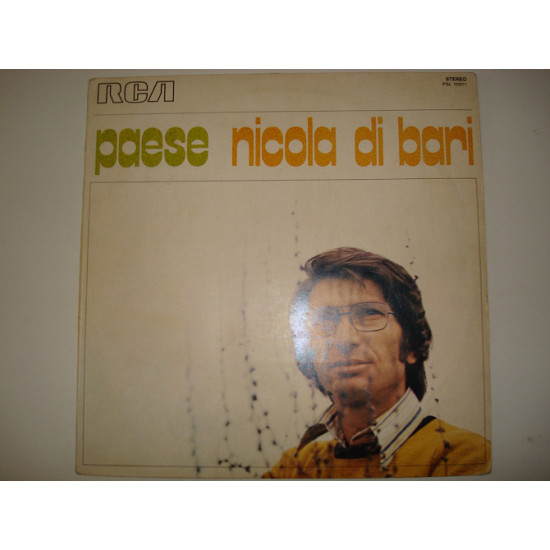 RCA
STEREO
paese nicola di bari